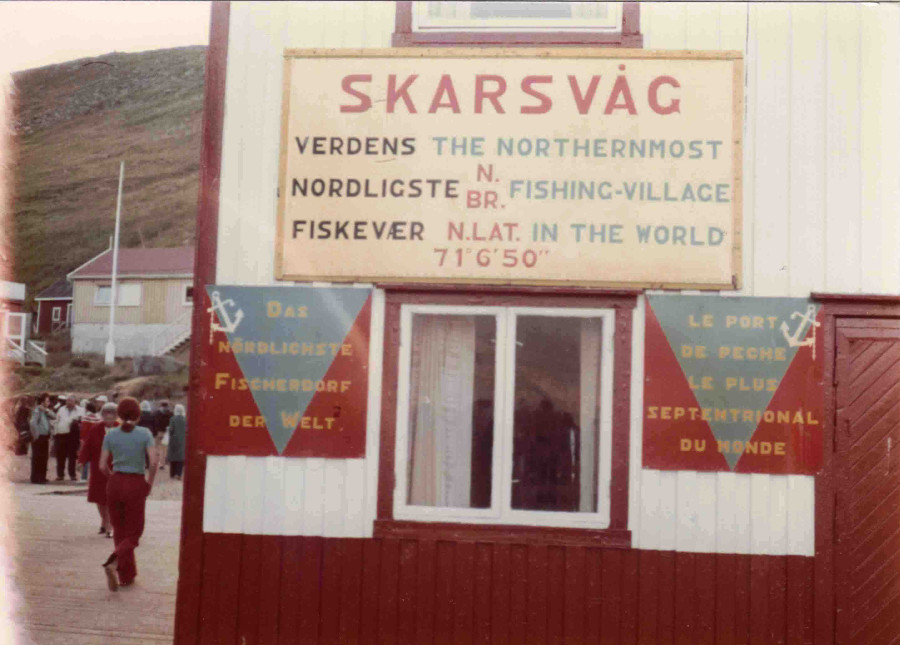 SKARSVÅG
VERDENS THE NORTHERNMOST
N.
NORDLIGSTE BR. FISHING-VILLAGE
FISKEVÆR N.LAT. IN THE WORLD
71°6'50"
DAS
NÖRDLICHSTE
FISCHERDORF
DER WELT.
LE PORT
DE PECHE
LE PLUS
SEPTENTRIONAL
DU MONDE